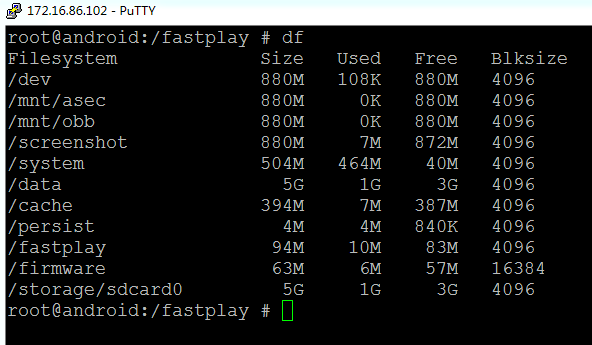 172.16.86.102 - PuTTY
root@android:/fastplay # df
Filesystem Size Used Free Blksize
/dev 880M 108K 880M 4096
/mnt/asec 880M 0K 880M 4096
/mnt/obb 880M 0K 880M 4096
/screenshot 880M 7M 872M 4096
/system 504M 464M 40M 4096
/data 5G 1G 3G 4096
/cache 394M 7M 387M 4096
/persist 4M 4M 840K 4096
/fastplay 94M 10M 83M 4096
/firmware 63M 6M 57M 16384
/storage/sdcard0 5G 1G 3G 4096
root@android:/fastplay #